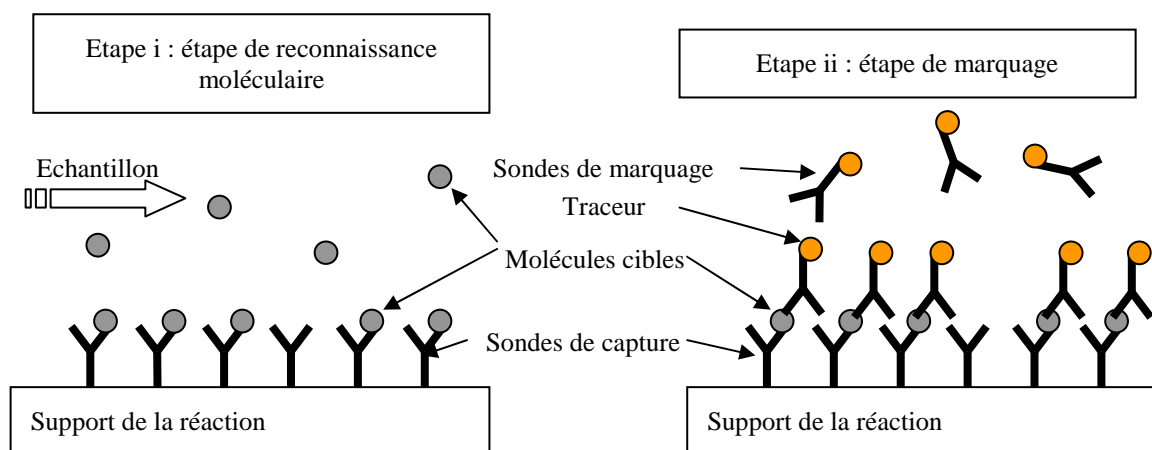 Etape i : étape de reconnaissance
moléculaire
Etape ii : étape de marquage
Echantillon
Sondes de marquage
Traceur
Molécules cibles
Sondes de capture
Support de la réaction
Support de la réaction